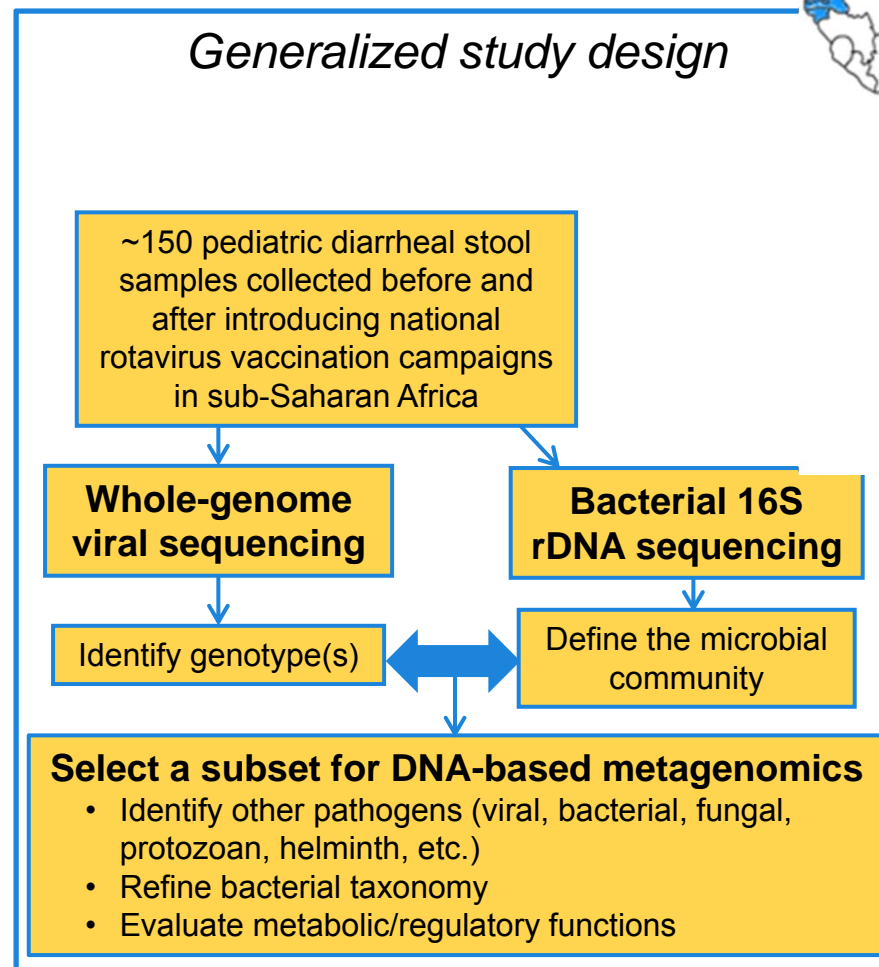 Generalized study design
~150 pediatric diarrheal stool
samples collected before and
after introducing national
rotavirus vaccination campaigns
in sub-Saharan Africa
Whole-genome
viral sequencing
Bacterial 16S
rDNA sequencing
Identify genotype(s)
Define the microbial
community
Select a subset for DNA-based metagenomics
• Identify other pathogens (viral, bacterial, fungal,
protozoan, helminth, etc.)
• Refine bacterial taxonomy
• Evaluate metabolic/regulatory functions